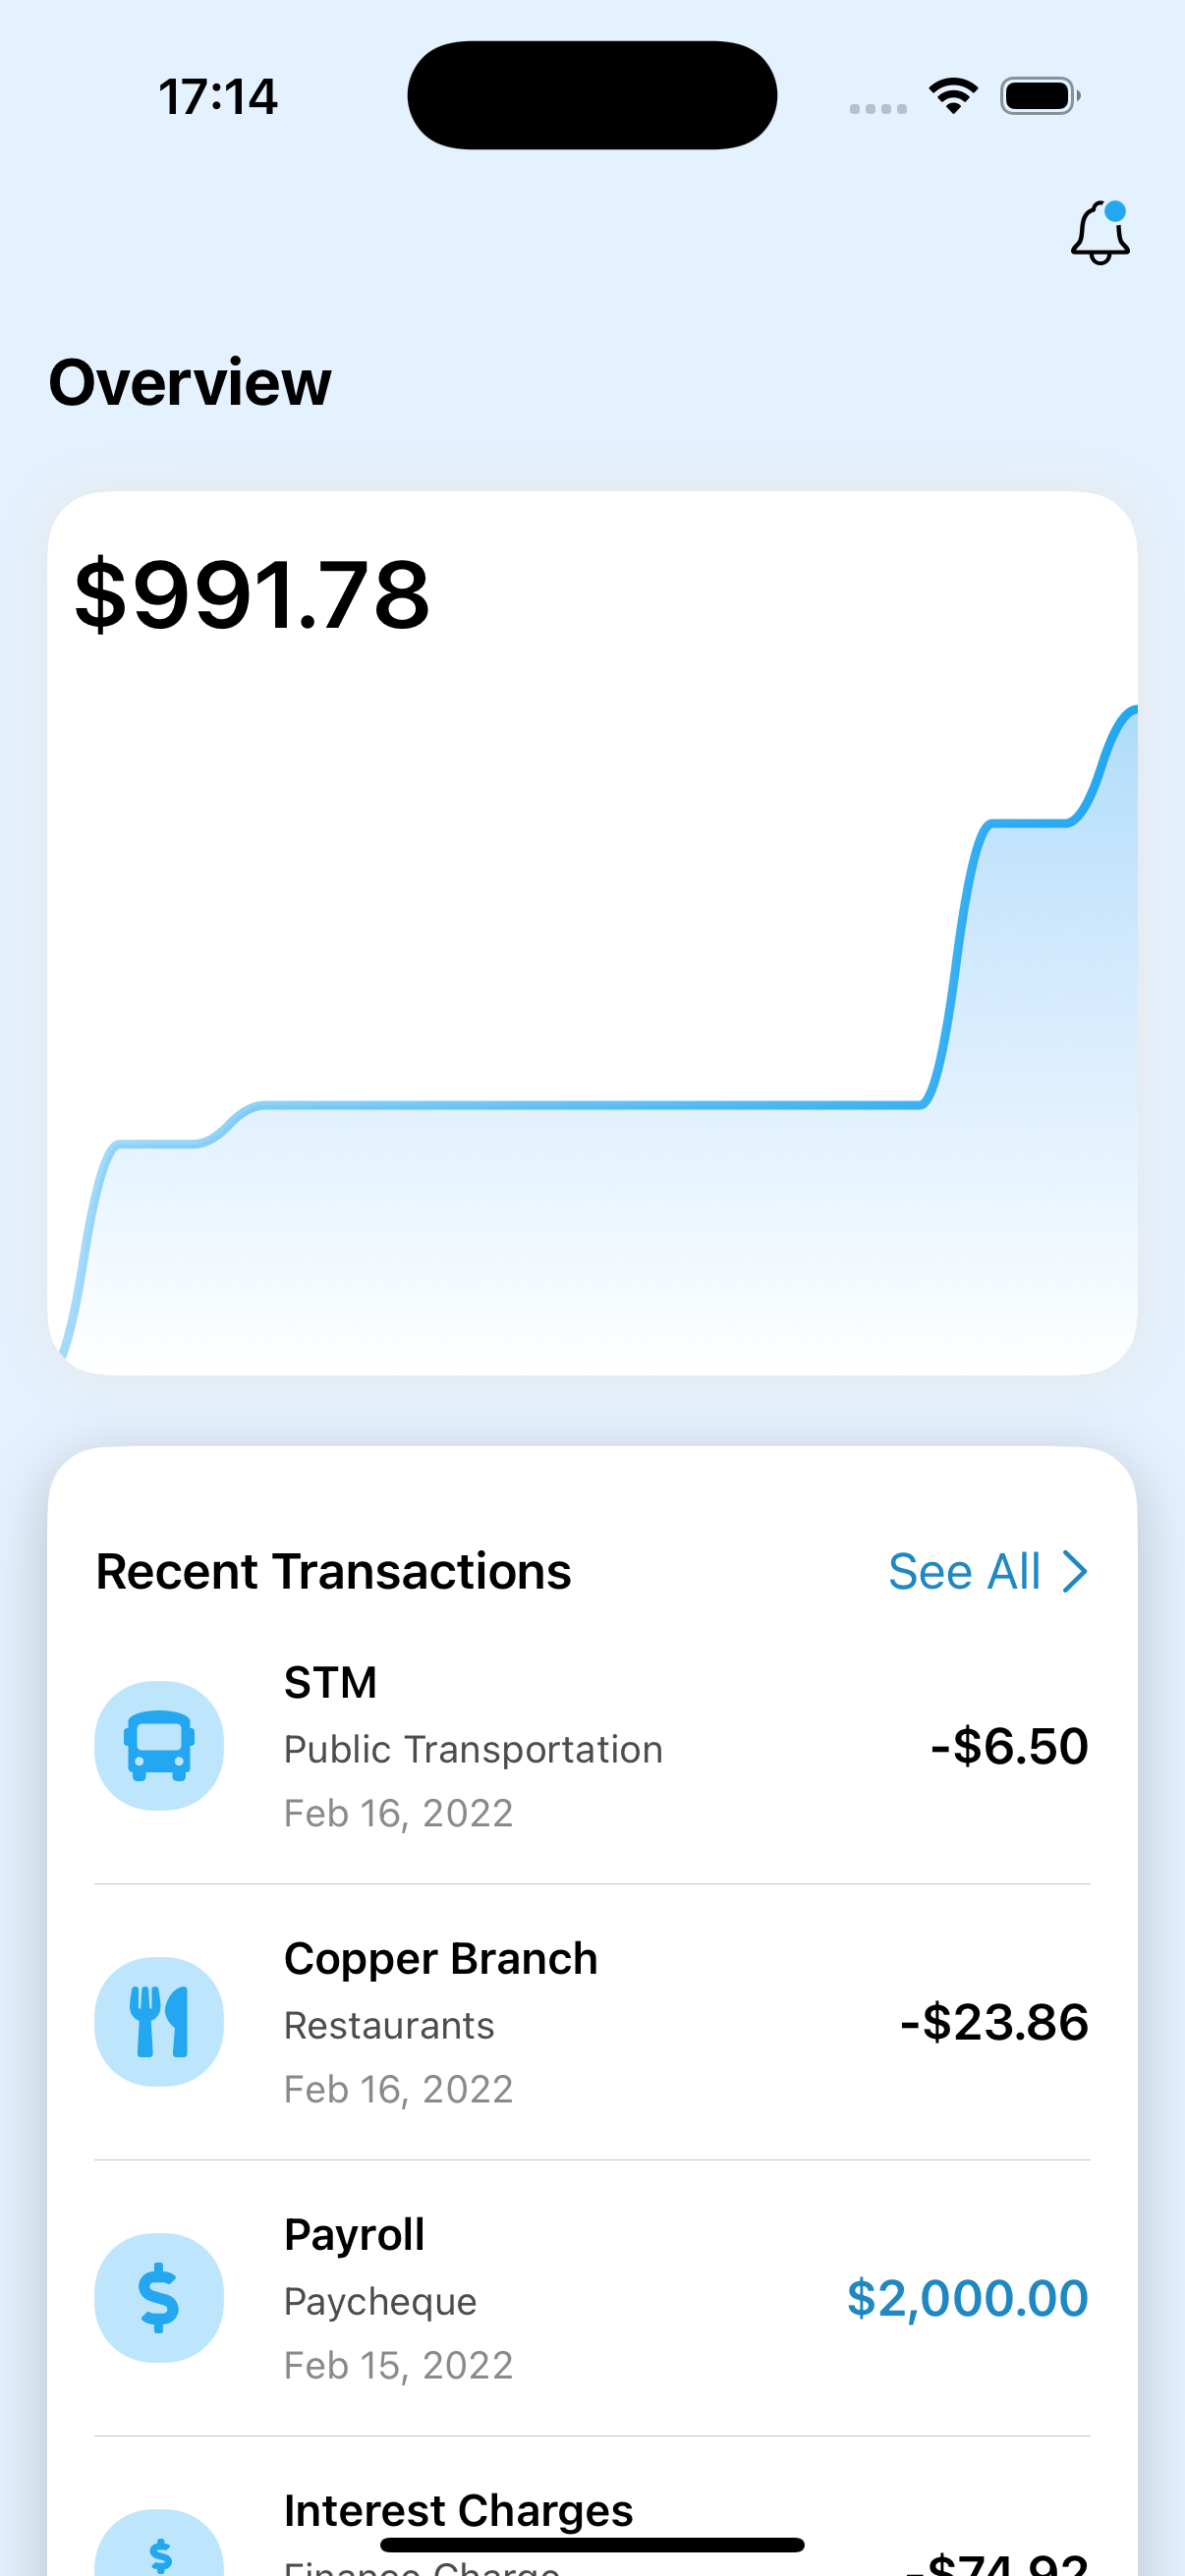 17:14
Overview
$991.78
Recent Transactions
See All
STM
Public Transportation
-$6.50
Feb 16, 2022
Copper Branch
Restaurants
-$23.86
Feb 16, 2022
Payroll
Paycheque
$2,000.00
Feb 15, 2022
Interest Charges
Finance Charge
-$74.92